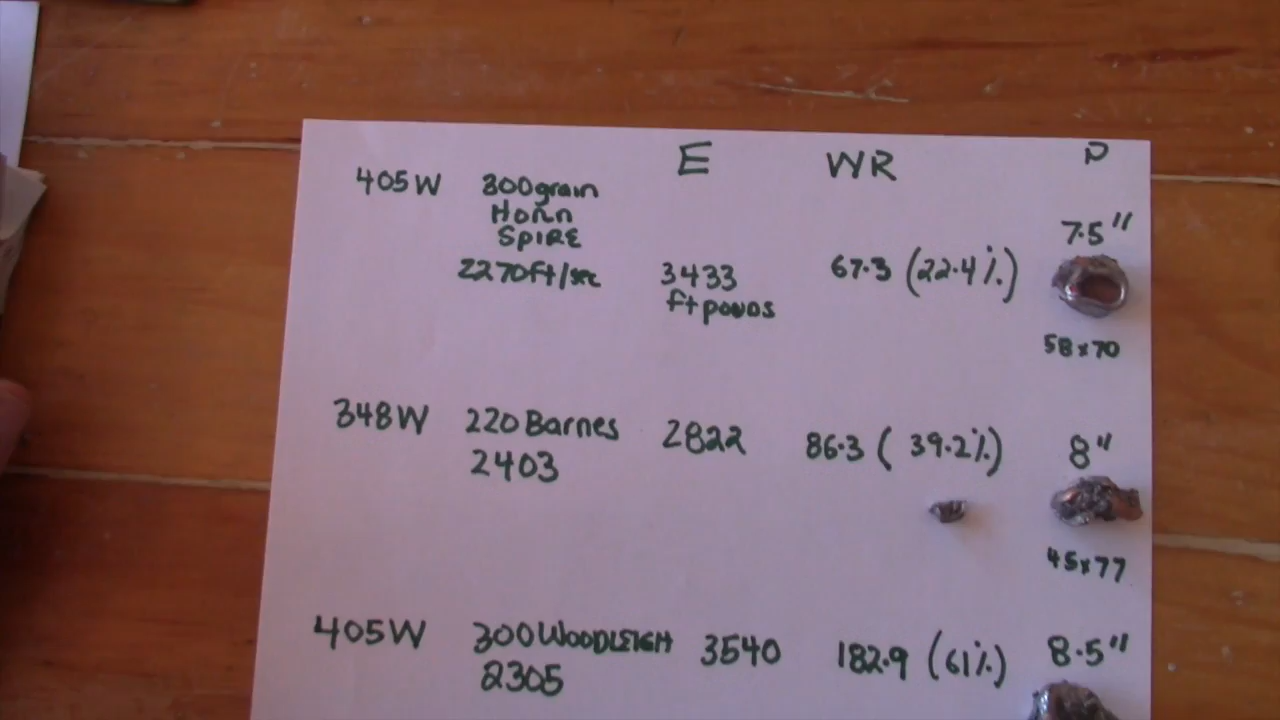 E WR P
405W 300grain
Horn
SPIRE
7.5"
2270ft/sec 3433 67.3 (22.4%)
ft pouds
58x70
348W 220 Barnes 2822 86.3 (39.2%) 8"
2403
45x77
405W 300 WOODLEIGH 3540 182.9 (61%) 8.5"
2305